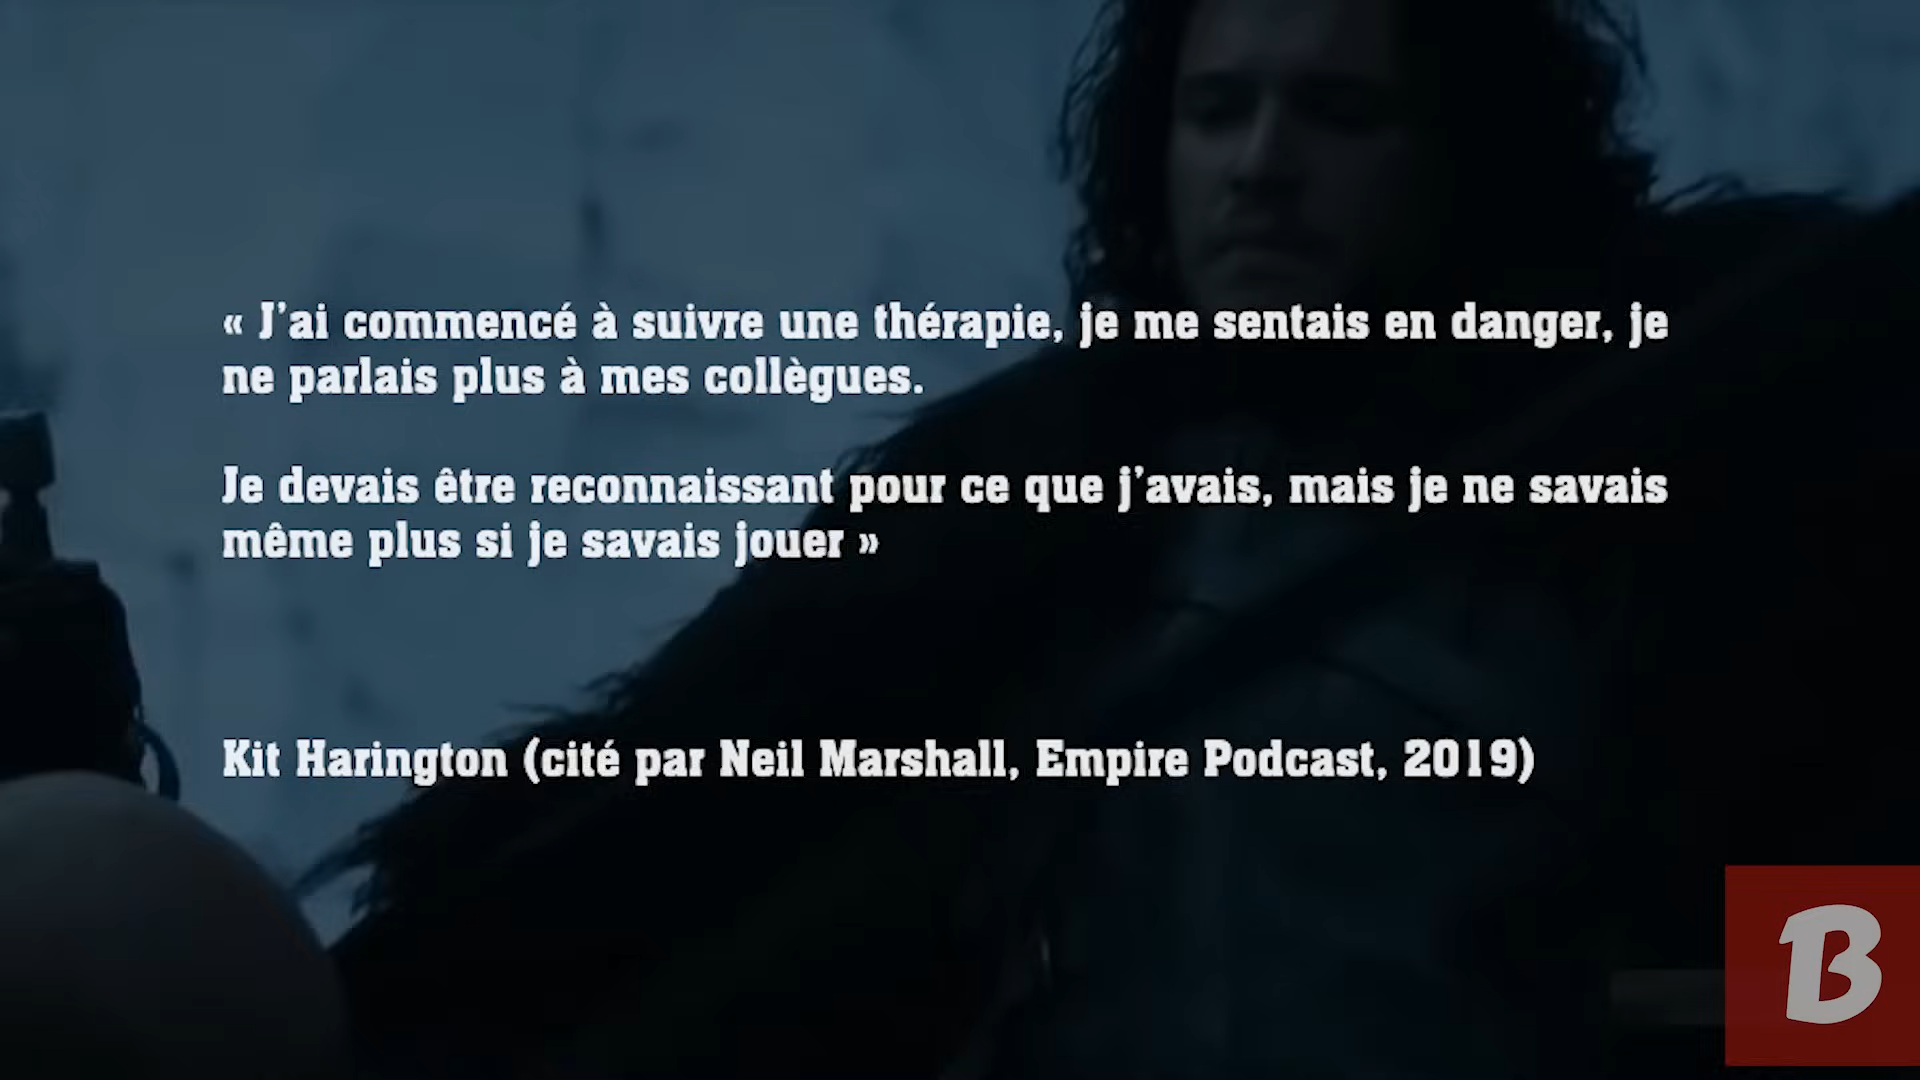 « J’ai commencé à suivre une thérapie, je me sentais en danger, je
ne parlais plus à mes collègues.
Je devais être reconnaissant pour ce que j’avais, mais je ne savais
même plus si je savais jouer »
Kit Harington (cité par Neil Marshall, Empire Podcast, 2019)
B